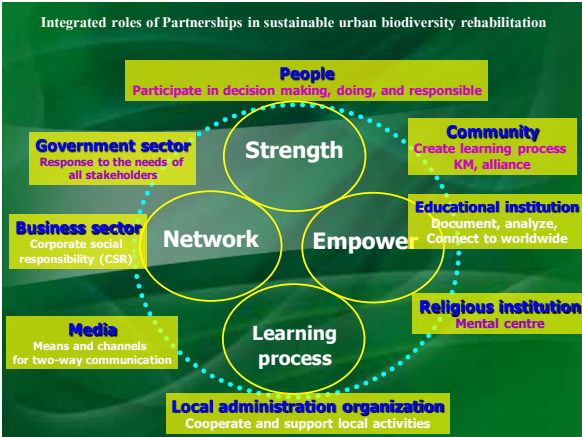 Integrated roles of Partnerships in sustainable urban biodiversity rehabilitation
People
Participate in decision making, doing, and responsible
Government sector
Response to the needs of
all stakeholders
Strength
Community
Create learning process
KM, alliance
Business sector
Corporate social
responsibility (CSR)
Network
Empower
Educational institution
Document, analyze,
Connect to worldwide
Religious institution
Mental centre
Media
Means and channels
for two-way communication
Learning
process
Local administration organization
Cooperate and support local activities